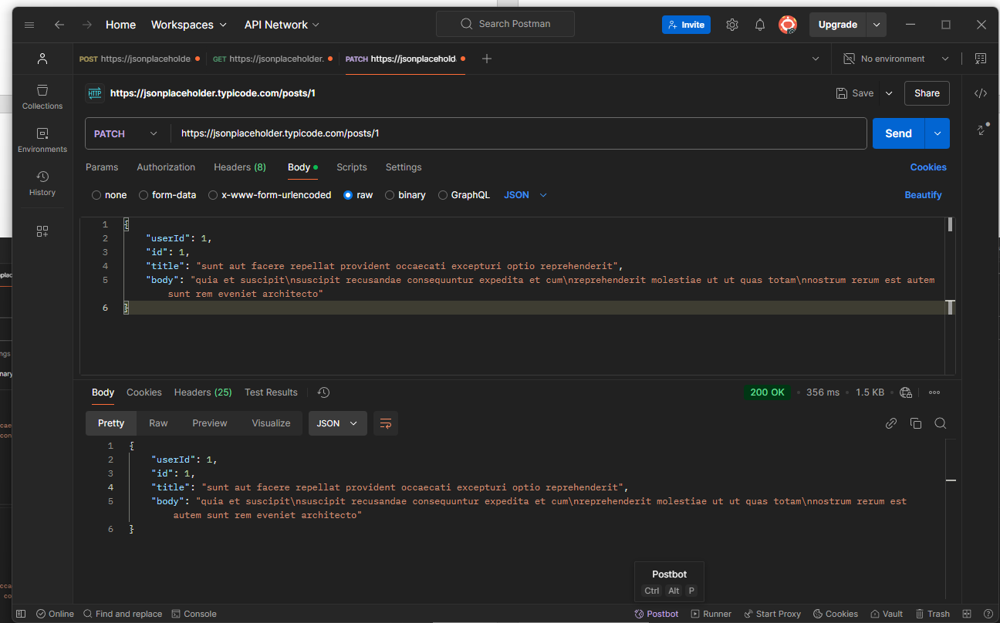 Home Workspaces API Network Search Postman Invite Upgrade
POST https://jsonplaceholde GET https://jsonplaceholder. PATCH https://jsonplacehold No environment
HTTP https://jsonplaceholder.typicode.com/posts/1 Save Share
Collections
Environments
History
PATCH https://jsonplaceholder.typicode.com/posts/1 Send
Params Authorization Headers (8) Body Scripts Settings Cookies
none form-data x-www-form-urlencoded raw binary GraphQL JSON Beautify
1 {
2 "userId": 1,
3 "id": 1,
4 "title": "sunt aut facere repellat provident occaecati excepturi optio reprehenderit",
5 "body": "quia et suscipit\nsuscipit recusandae consequuntur expedita et cum\nreprehenderit molestiae ut ut quas totam\nnostrum rerum est autem
sunt rem eveniet architecto"
6 }
Body Cookies Headers (25) Test Results 200 OK 356 ms 1.5 KB
Pretty Raw Preview Visualize JSON
1 {
2 "userId": 1,
3 "id": 1,
4 "title": "sunt aut facere repellat provident occaecati excepturi optio reprehenderit",
5 "body": "quia et suscipit\nsuscipit recusandae consequuntur expedita et cum\nreprehenderit molestiae ut ut quas totam\nnostrum rerum est
autem sunt rem eveniet architecto"
6 }
Postbot
Ctrl Alt P
Online Find and replace Console Postbot Runner Start Proxy Cookies Vault Trash